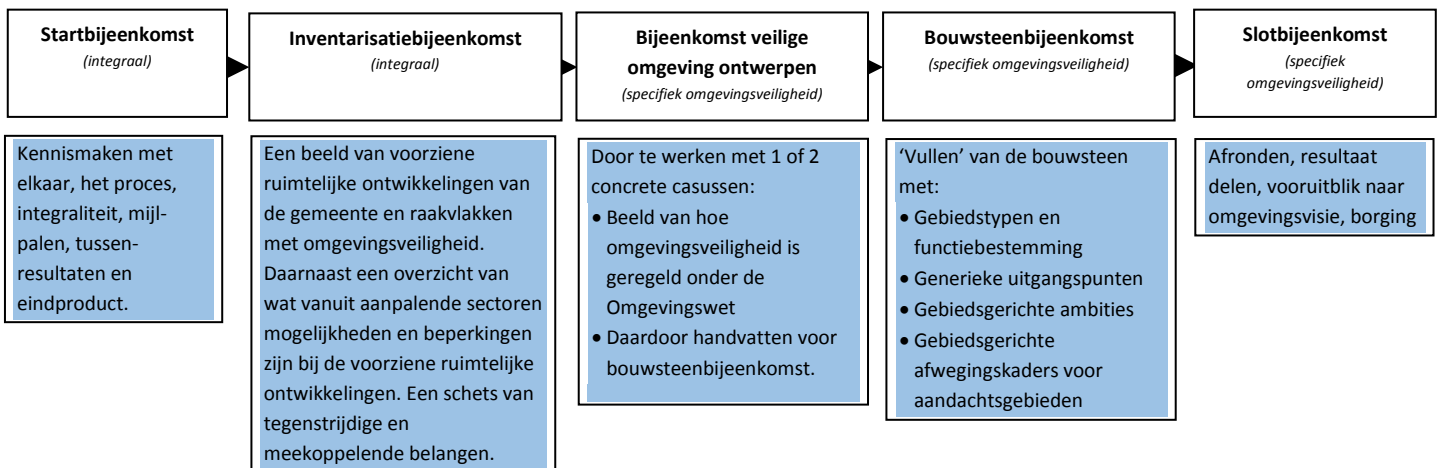 Startbijeenkomst
(integraal)
Inventarisatiebijeenkomst
(integraal)
Bijeenkomst veilige
omgeving ontwerpen
(specifiek omgevingsveiligheid)
Bouwsteenbijeenkomst
(specifiek omgevingsveiligheid)
Slotbijeenkomst
(specifiek
omgevingsveiligheid)
Kennismaken met
elkaar, het proces,
integraliteit, mijl-
palen, tussen-
resultaten en
eindproduct.
Een beeld van voorziene
ruimtelijke ontwikkelingen van
de gemeente en raakvlakken
met omgevingsveiligheid.
Daarnaast een overzicht van
wat vanuit aanpalende sectoren
mogelijkheden en beperkingen
zijn bij de voorziene ruimtelijke
ontwikkelingen. Een schets van
tegenstrijdige en
meekoppelende belangen.
Door te werken met 1 of 2
concrete casussen:
• Beeld van hoe
omgevingsveiligheid is
geregeld onder de
Omgevingswet
• Daardoor handvatten voor
bouwsteenbijeenkomst.
‘Vullen’ van de bouwsteen
met:
• Gebiedstypen en
functiebestemming
• Generieke uitgangspunten
• Gebiedsgerichte ambities
• Gebiedsgerichte
afwegingskaders voor
aandachtsgebieden
Afronden, resultaat
delen, vooruitblik naar
omgevingsvisie, borging